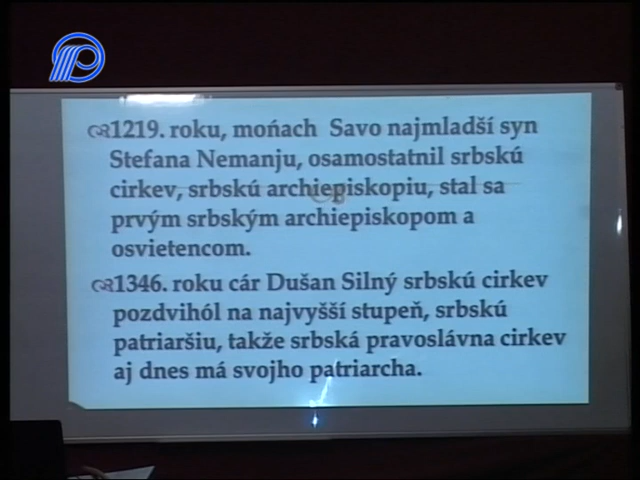 1219. roku, mońach Savo najmladší syn
Stefana Nemanju, osamostatnil srbskú
cirkev, srbskú archiepiskopiu, stal sa
prvým srbským archiepiskopom a
osvietencom.
1346. roku cár Dušan Silný srbskú cirkev
pozdvihól na najvyšší stupeň, srbskú
patriaršiu, takže srbská pravoslávna cirkev
aj dnes má svojho patriarcha.